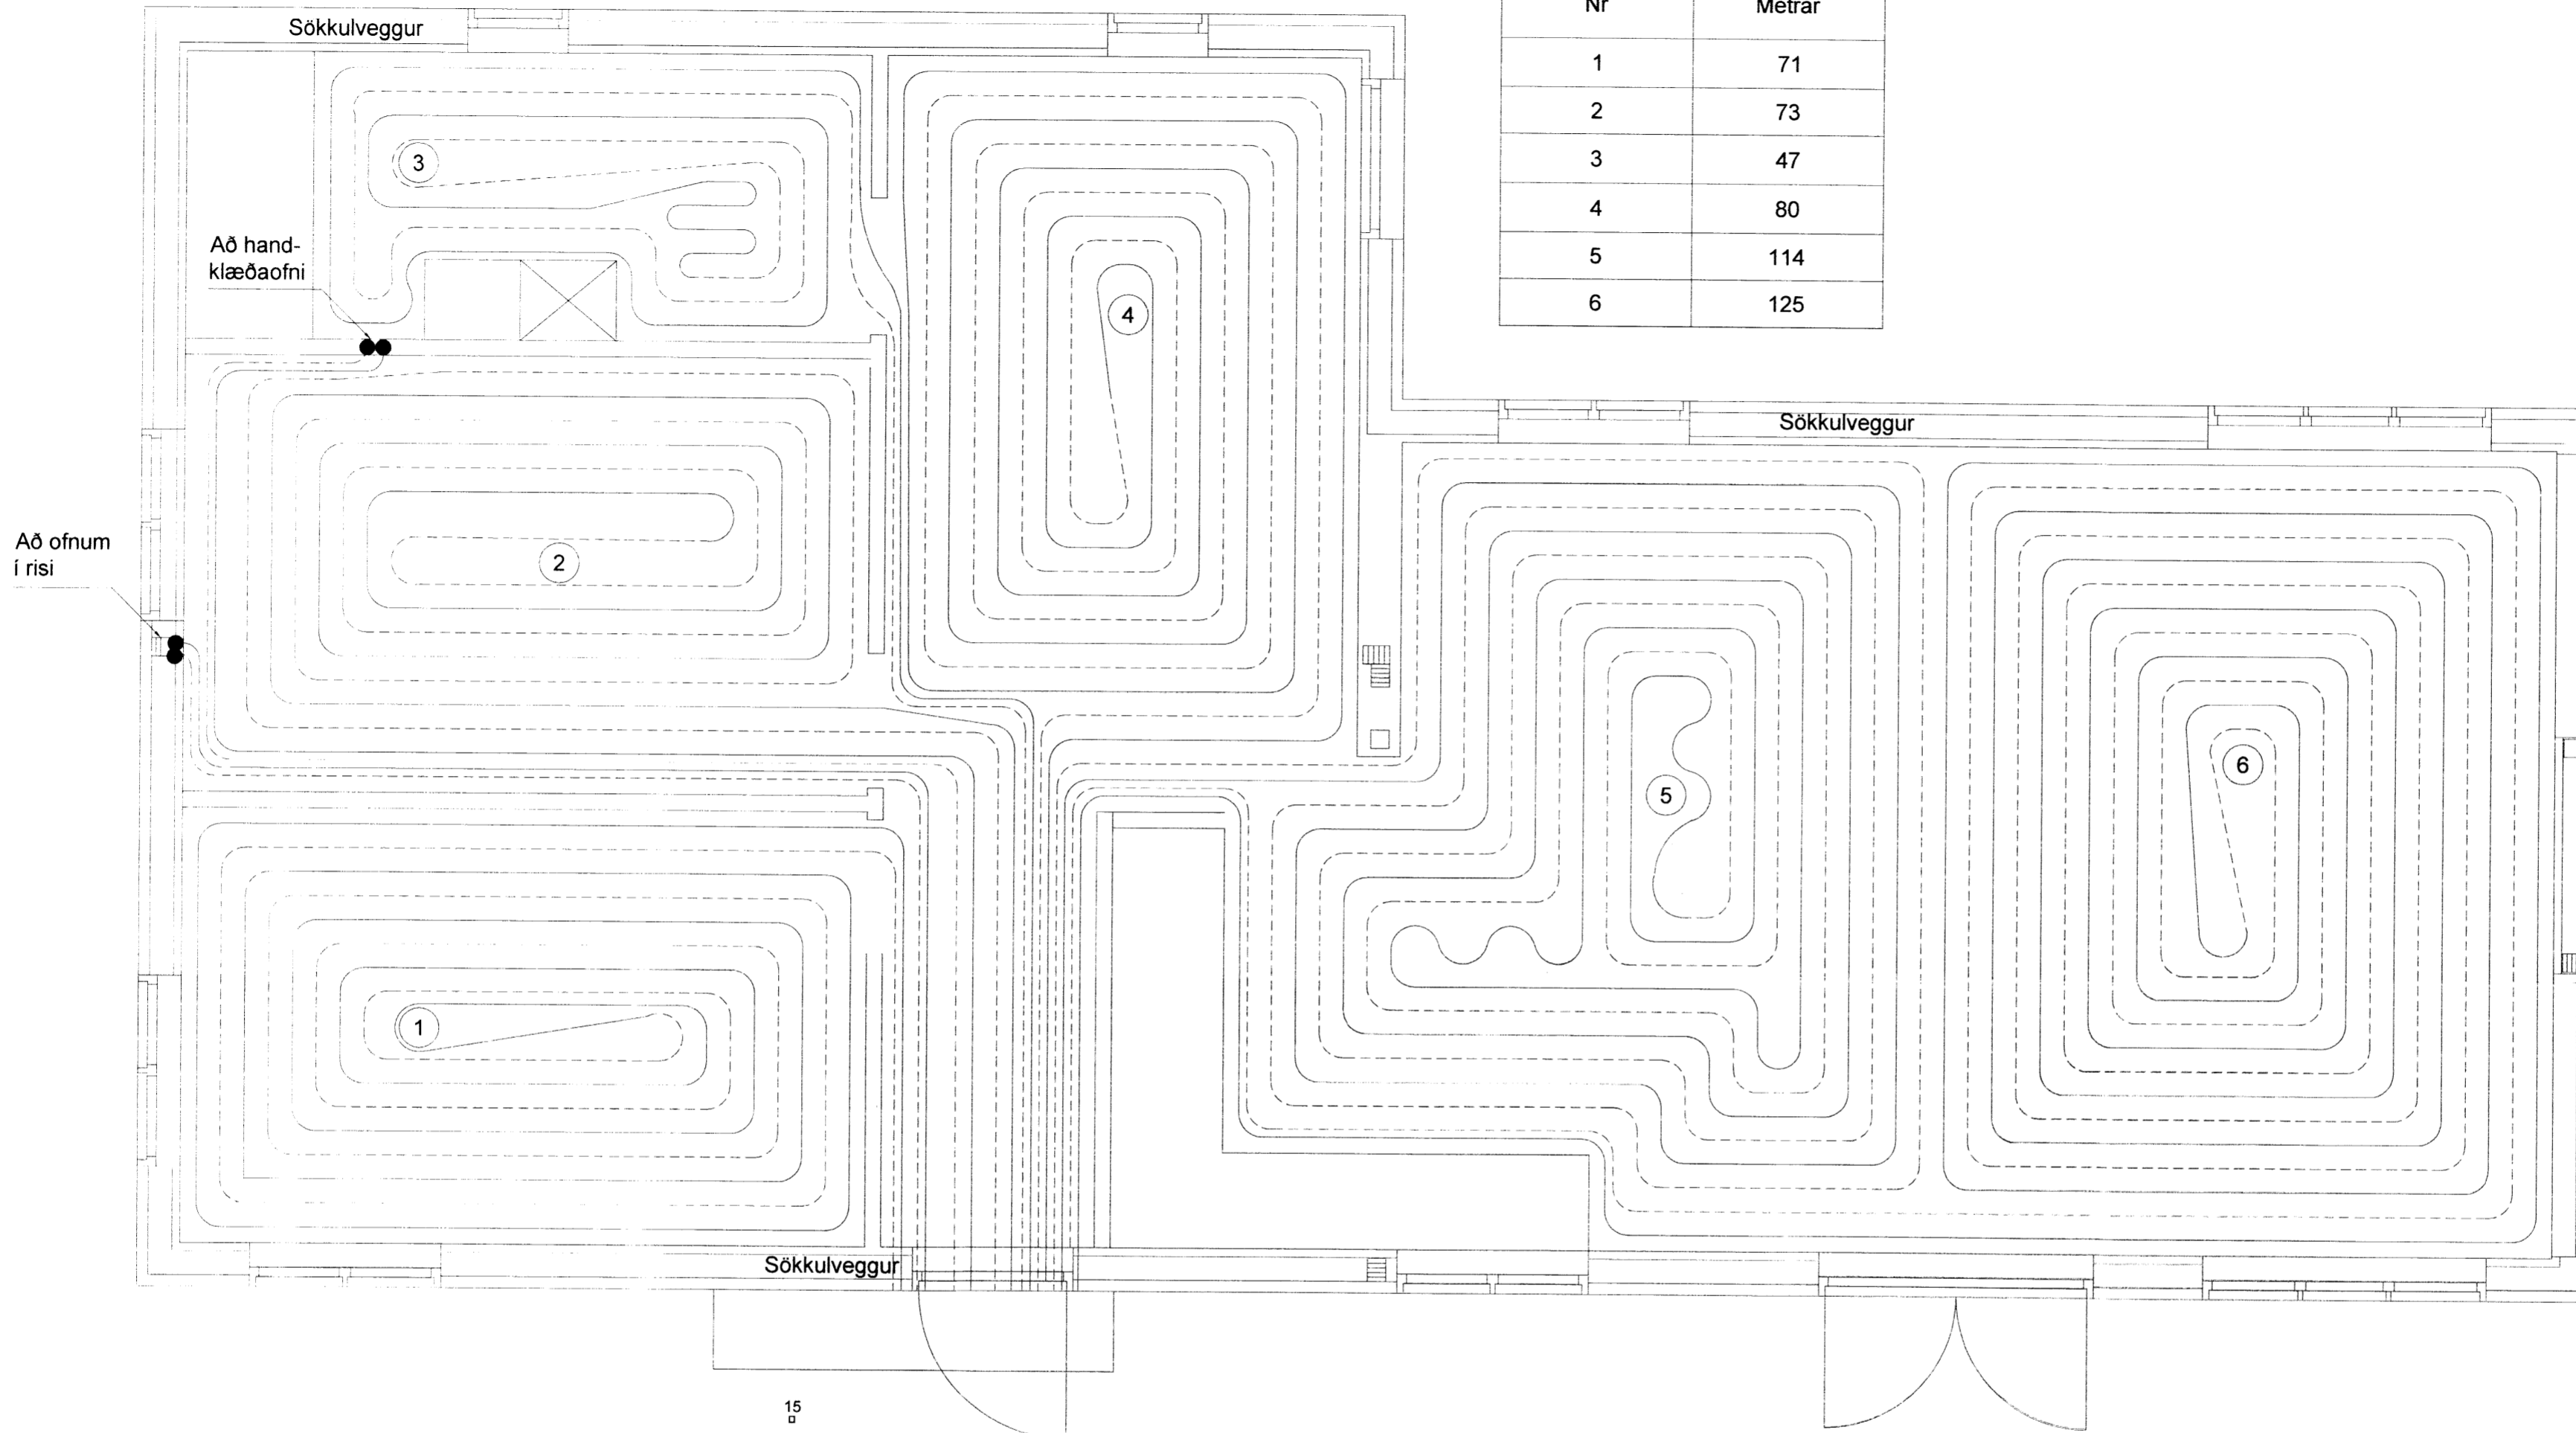 Sökkulveggur
Nr Metrar
1 71
2 73
3 47
4 80
5 114
6 125
3
Að hand-
klæðaofni
4
Sökkulveggur
Að ofnum
í risi
2
5
6
1
Sökkulveggur
15